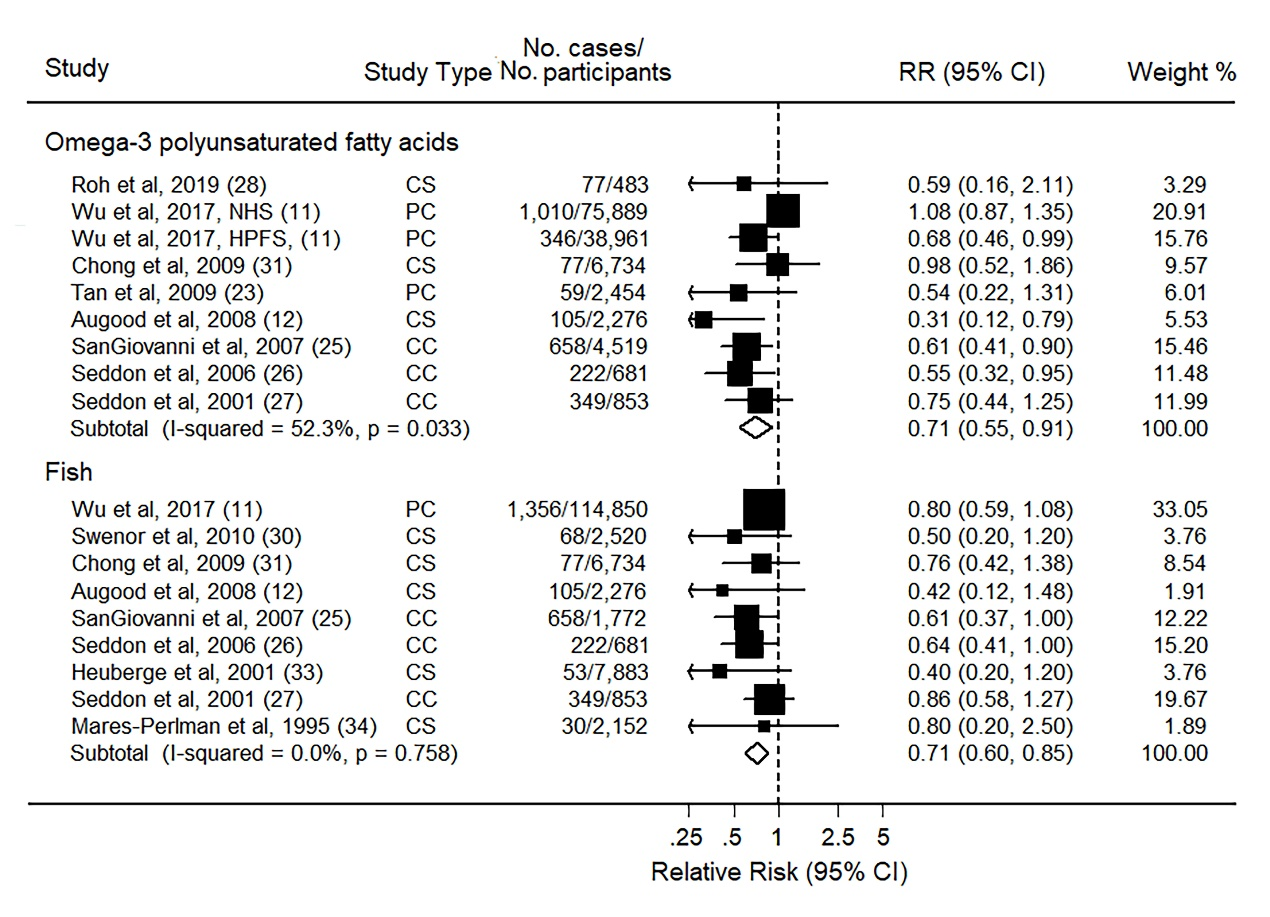 Study Study Type No. cases/
No. participants RR (95% CI) Weight %
Omega-3 polyunsaturated fatty acids
Roh et al, 2019 (28) CS 77/483 0.59 (0.16, 2.11) 3.29
Wu et al, 2017, NHS (11) PC 1,010/75,889 1.08 (0.87, 1.35) 20.91
Wu et al, 2017, HPFS, (11) PC 346/38,961 0.68 (0.46, 0.99) 15.76
Chong et al, 2009 (31) CS 77/6,734 0.98 (0.52, 1.86) 9.57
Tan et al, 2009 (23) PC 59/2,454 0.54 (0.22, 1.31) 6.01
Augood et al, 2008 (12) CS 105/2,276 0.31 (0.12, 0.79) 5.53
SanGiovanni et al, 2007 (25) CC 658/4,519 0.61 (0.41, 0.90) 15.46
Seddon et al, 2006 (26) CC 222/681 0.55 (0.32, 0.95) 11.48
Seddon et al, 2001 (27) CC 349/853 0.75 (0.44, 1.25) 11.99
Subtotal (I-squared = 52.3%, p = 0.033) 0.71 (0.55, 0.91) 100.00
Fish
Wu et al, 2017 (11) PC 1,356/114,850 0.80 (0.59, 1.08) 33.05
Swenor et al, 2010 (30) CS 68/2,520 0.50 (0.20, 1.20) 3.76
Chong et al, 2009 (31) CS 77/6,734 0.76 (0.42, 1.38) 8.54
Augood et al, 2008 (12) CS 105/2,276 0.42 (0.12, 1.48) 1.91
SanGiovanni et al, 2007 (25) CC 658/1,772 0.61 (0.37, 1.00) 12.22
Seddon et al, 2006 (26) CC 222/681 0.64 (0.41, 1.00) 15.20
Heuberge et al, 2001 (33) CS 53/7,883 0.40 (0.20, 1.20) 3.76
Seddon et al, 2001 (27) CC 349/853 0.86 (0.58, 1.27) 19.67
Mares-Perlman et al, 1995 (34) CS 30/2,152 0.80 (0.20, 2.50) 1.89
Subtotal (I-squared = 0.0%, p = 0.758) 0.71 (0.60, 0.85) 100.00
.25 .5 1 2.5 5
Relative Risk (95% CI)